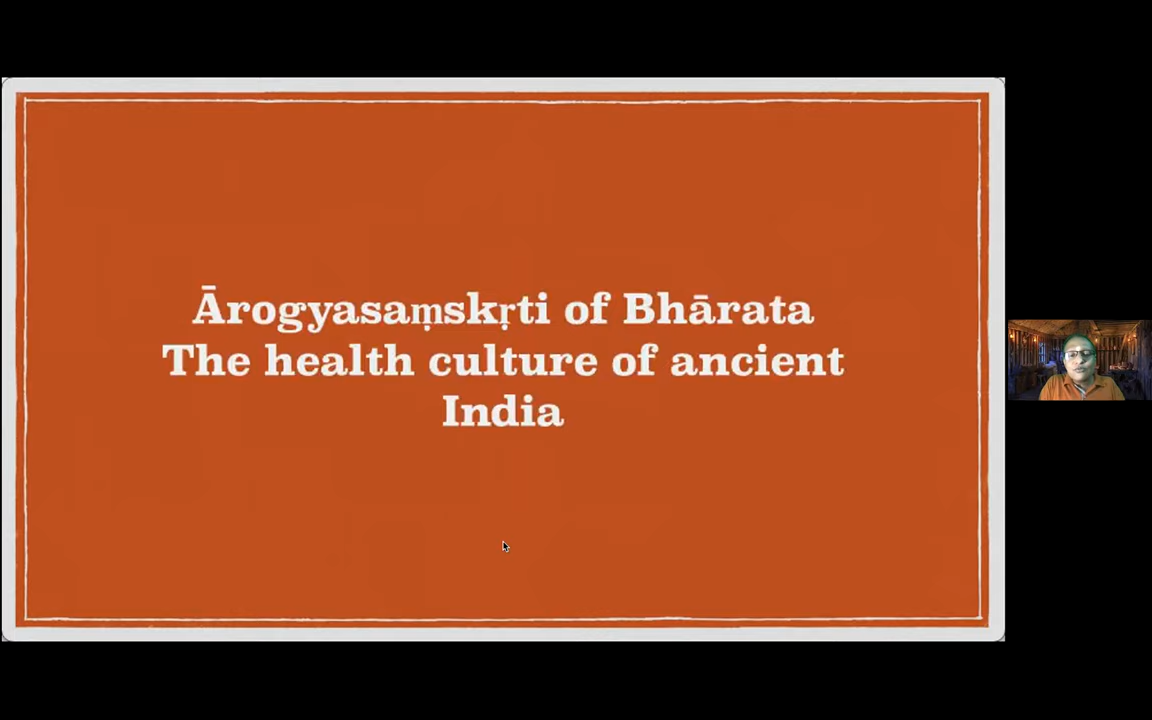 Ārogyasaṃskṛti of Bhārata
The health culture of ancient
India